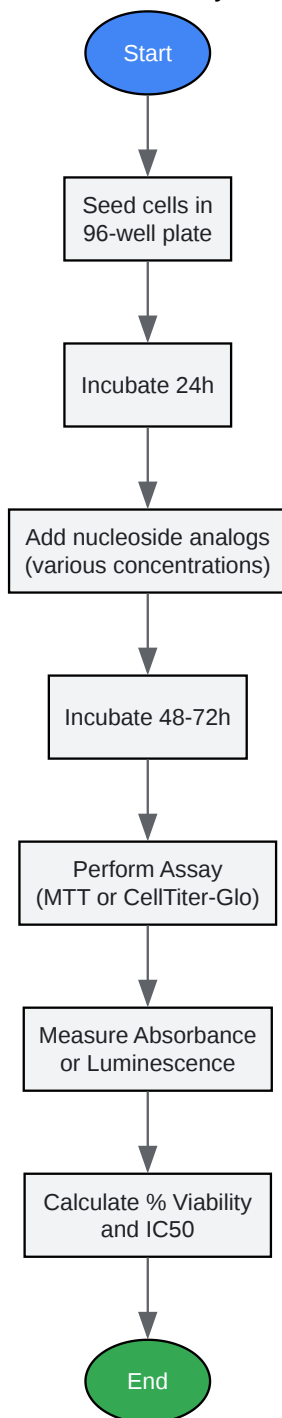 Start
Seed cells in
96-well plate
Incubate 24h
Add nucleoside analogs
(various concentrations)
Incubate 48-72h
Perform Assay
(MTT or CellTiter-Glo)
Measure Absorbance
or Luminescence
Calculate % Viability
and IC50
End